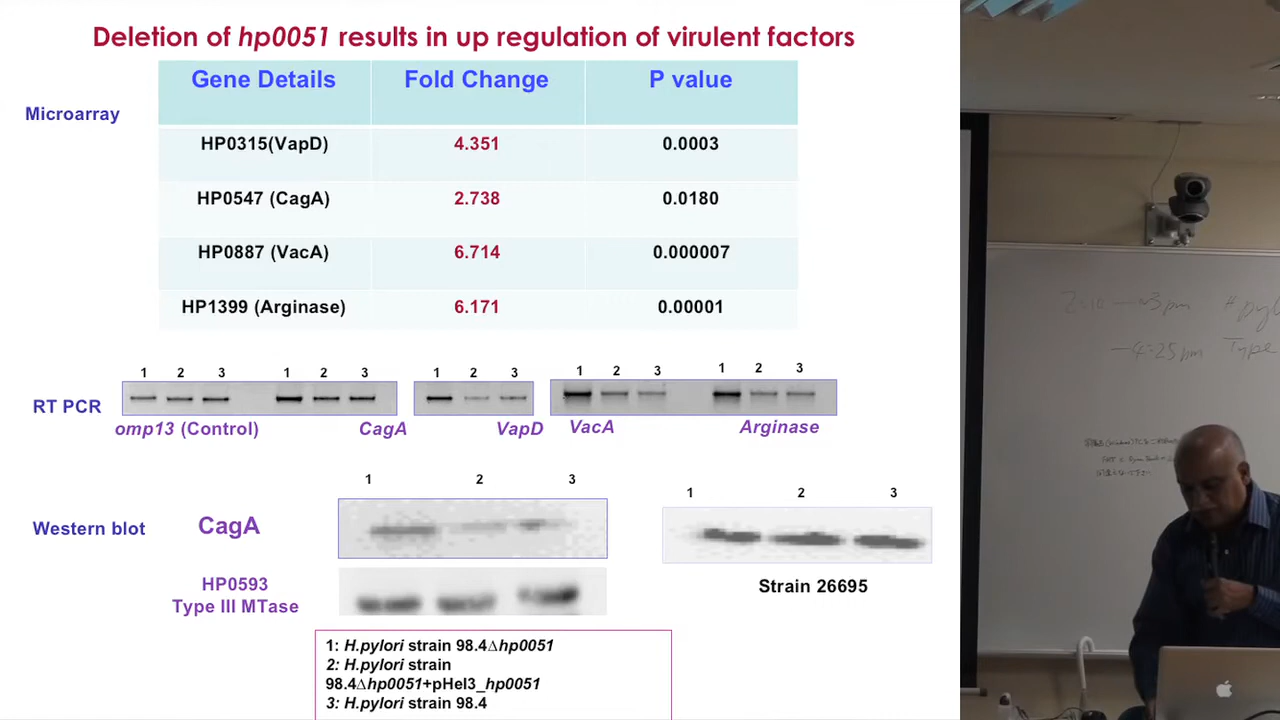 Deletion of hp0051 results in up regulation of virulent factors
Microarray
Gene Details Fold Change P value
HP0315(VapD) 4.351 0.0003
HP0547 (CagA) 2.738 0.0180
HP0887 (VacA) 6.714 0.000007
HP1399 (Arginase) 6.171 0.00001
RT PCR
1 2 3 1 2 3 1 2 3 1 2 3 1 2 3
omp13 (Control) CagA VapD VacA Arginase
Western blot
CagA
1 2 3
1 2 3
HP0593
Type III MTase
Strain 26695
1: H.pylori strain 98.4∆hp0051
2: H.pylori strain
98.4∆hp0051+pHel3_hp0051
3: H.pylori strain 98.4
3pm
4:25pm Type